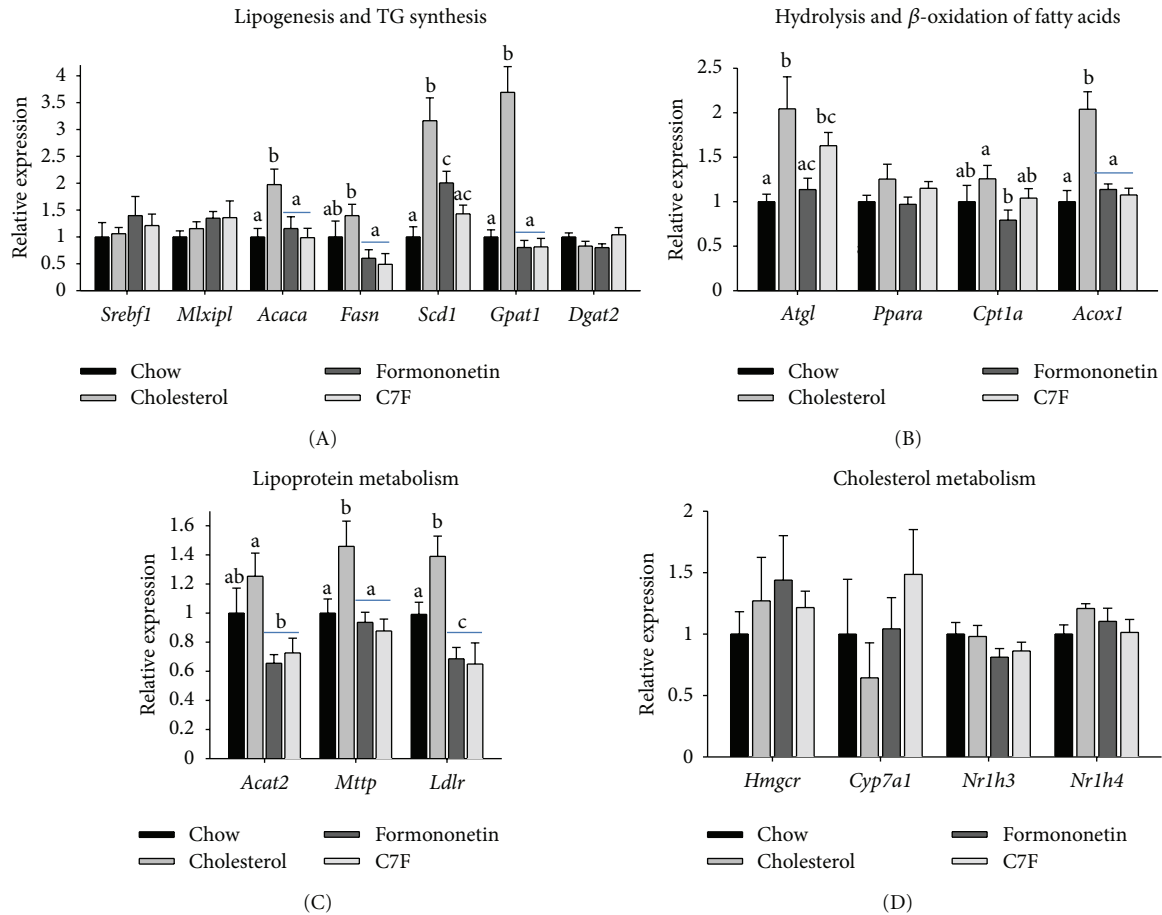 Lipogenesis and TG synthesis
Relative expression
4
3.5
3
2.5
2
1.5
1
0.5
0
a b a
ab b a
a b c ac
a b a
Srebf1 Mlxipl Acaca Fasn Scd1 Gpat1 Dgat2
Chow Formononetin
Cholesterol C7F
(A)
Hydrolysis and β-oxidation of fatty acids
Relative expression
2.5
2
1.5
1
0.5
0
a b ac bc
ab a b ab
a b a
Atgl Ppara Cpt1a Acox1
Chow Formononetin
Cholesterol C7F
(B)
Lipoprotein metabolism
Relative expression
1.6
1.4
1.2
1
0.8
0.6
0.4
0.2
0
ab a b
a b a
a b c
Acat2 Mttp Ldlr
Chow Formononetin
Cholesterol C7F
(C)
Cholesterol metabolism
Relative expression
2
1.5
1
0.5
0
Hmgcr Cyp7a1 Nr1h3 Nr1h4
Chow Formononetin
Cholesterol C7F
(D)